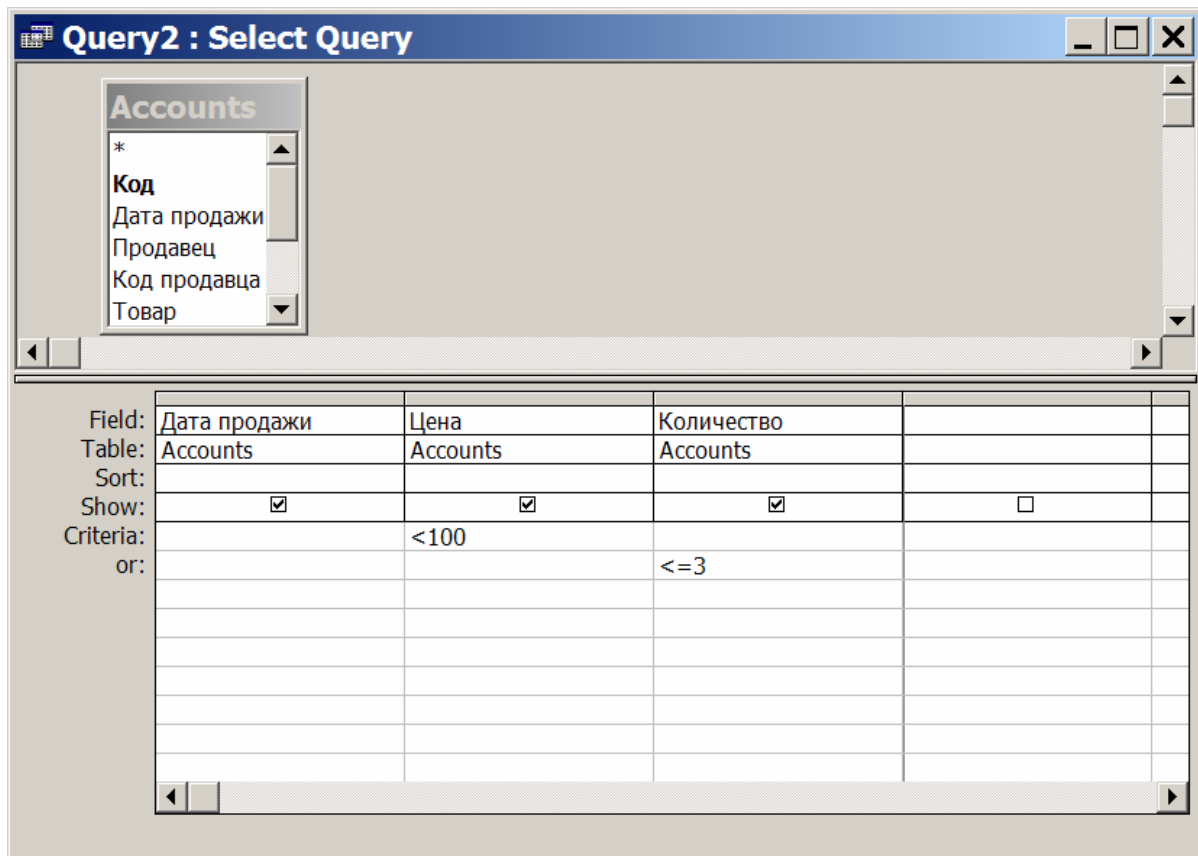 Query2 : Select Query
Accounts
*
Код
Дата продажи
Продавец
Код продавца
Товар
Field: Дата продажи Цена Количество
Table: Accounts Accounts Accounts
Sort:
Show:
Criteria: <100
or: <=3